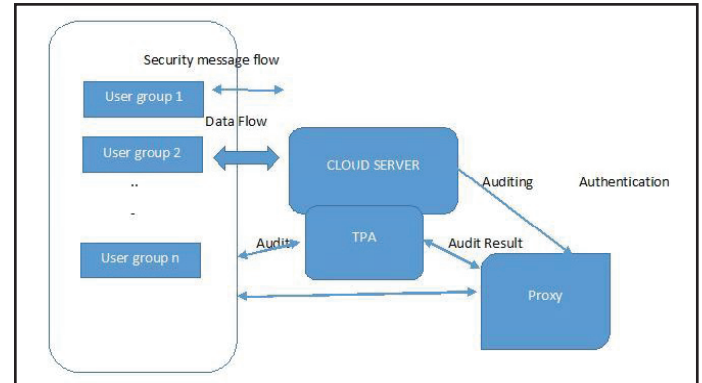 Security message flow
User group 1
Data Flow
User group 2
CLOUD SERVER
..
Auditing
Authentication
-
Audit
TPA
Audit Result
User group n
Proxy